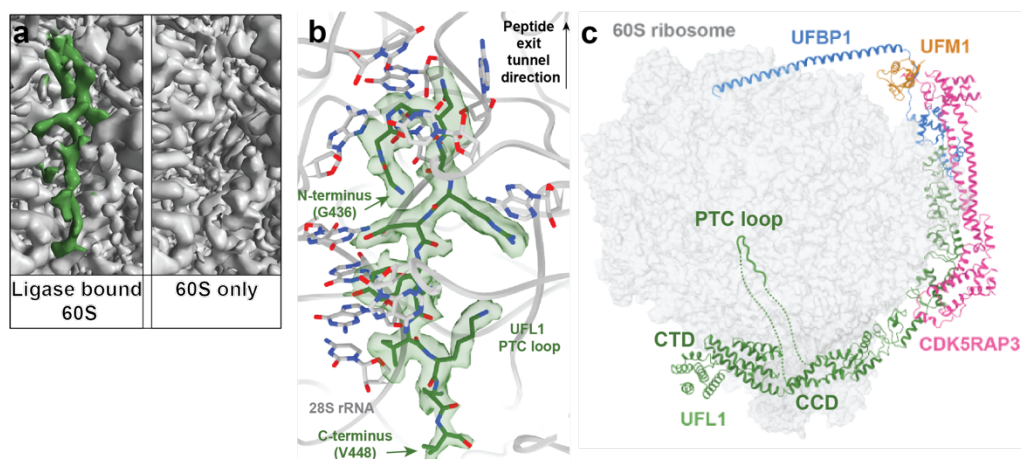 a
Ligase bound
60S
60S only
b
Peptide
exit
tunnel
direction
N-terminus
(G436)
UFL1
PTC loop
28S rRNA
C-terminus
(V448)
c
60S ribosome
UFBP1
UFM1
PTC loop
CTD
CDK5RAP3
CCD
UFL1